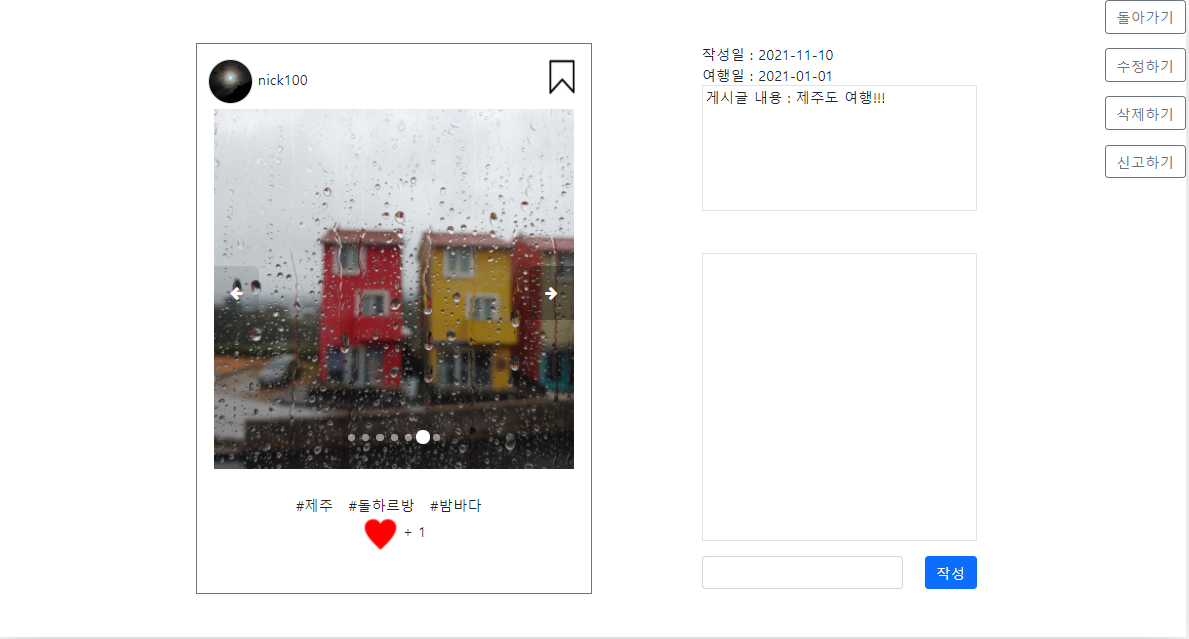 nick100
#제주 #돌하르방 #밤바다
+ 1
작성일 : 2021-11-10
여행일 : 2021-01-01
게시글 내용 : 제주도 여행!!!
작성
돌아가기
수정하기
삭제하기
신고하기